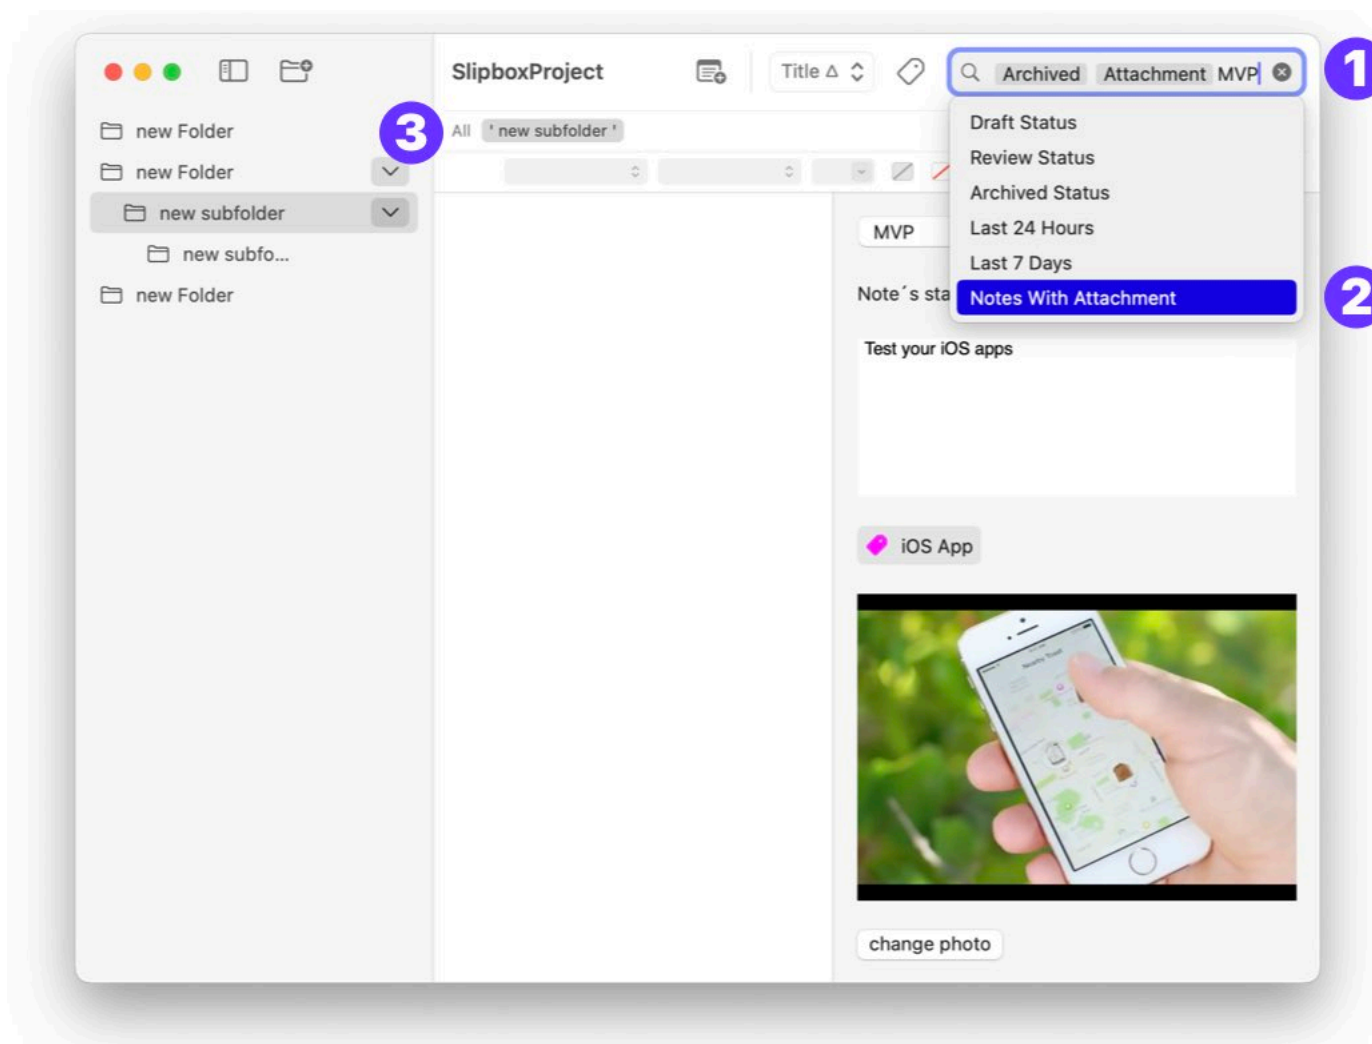 SlipboxProject
Title
Archived Attachment MVP
1
new Folder
new Folder
new subfolder
new subfo...
new Folder
3
All ' new subfolder '
Draft Status
Review Status
Archived Status
Last 24 Hours
Last 7 Days
Notes With Attachment
2
MVP
Note´s sta
Test your iOS apps
iOS App
Nearby
change photo